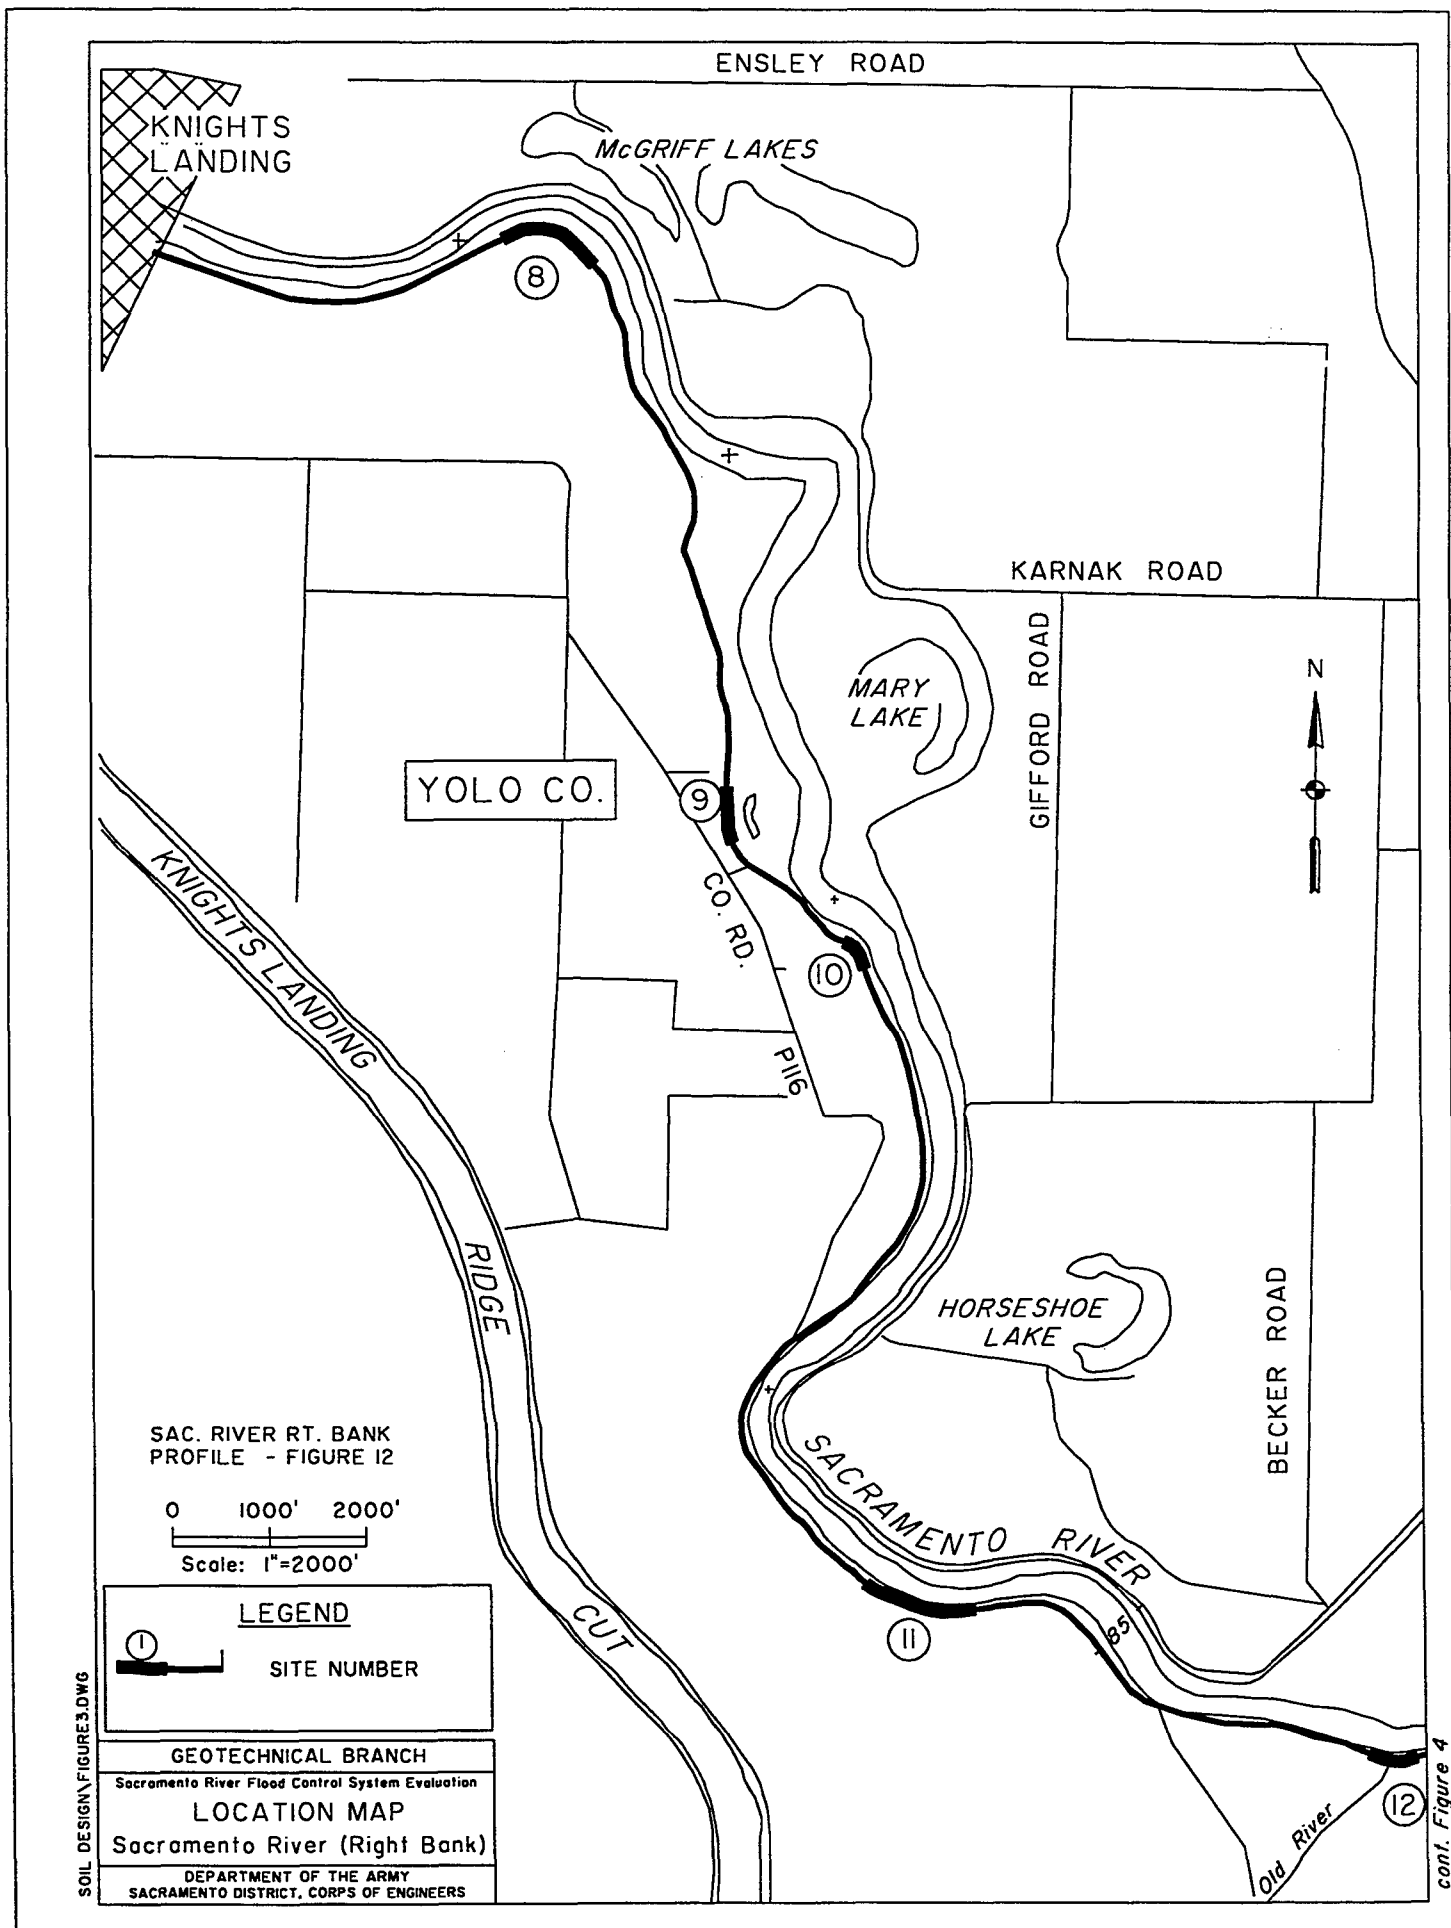 ENSLEY ROAD
KNIGHTS
LANDING
McGRIFF LAKES
8
KARNAK ROAD
GIFFORD ROAD
MARY
LAKE
N
YOLO CO.
9
CO. RD.
10
P116
KNIGHTS LANDING
RIDGE
CUT
HORSESHOE
LAKE
BECKER ROAD
SACRAMENTO RIVER
85
11
12
Old River
SAC. RIVER RT. BANK
PROFILE - FIGURE 12
0 1000' 2000'
Scale: 1"=2000'
LEGEND
1
SITE NUMBER
GEOTECHNICAL BRANCH
Sacramento River Flood Control System Evaluation
LOCATION MAP
Sacramento River (Right Bank)
DEPARTMENT OF THE ARMY
SACRAMENTO DISTRICT, CORPS OF ENGINEERS
SOIL DESIGN\FIGURE3.DWG
cont. Figure 4